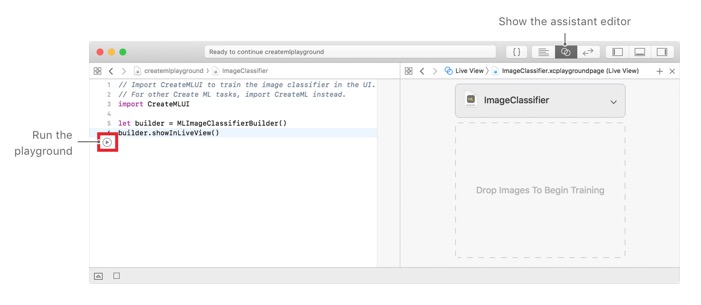 Show the assistant editor
Ready to continue createmlplayground
createmlplayground
ImageClassifier
Live View
ImageClassifier.xcplaygroundpage (Live View)
1 // Import CreateMLUI to train the image classifier in the UI.
2 // For other Create ML tasks, import CreateML instead.
3 import CreateMLUI
4
5 let builder = MLImageClassifierBuilder()
builder.showInLiveView()
Run the
playground
ImageClassifier
Drop Images To Begin Training